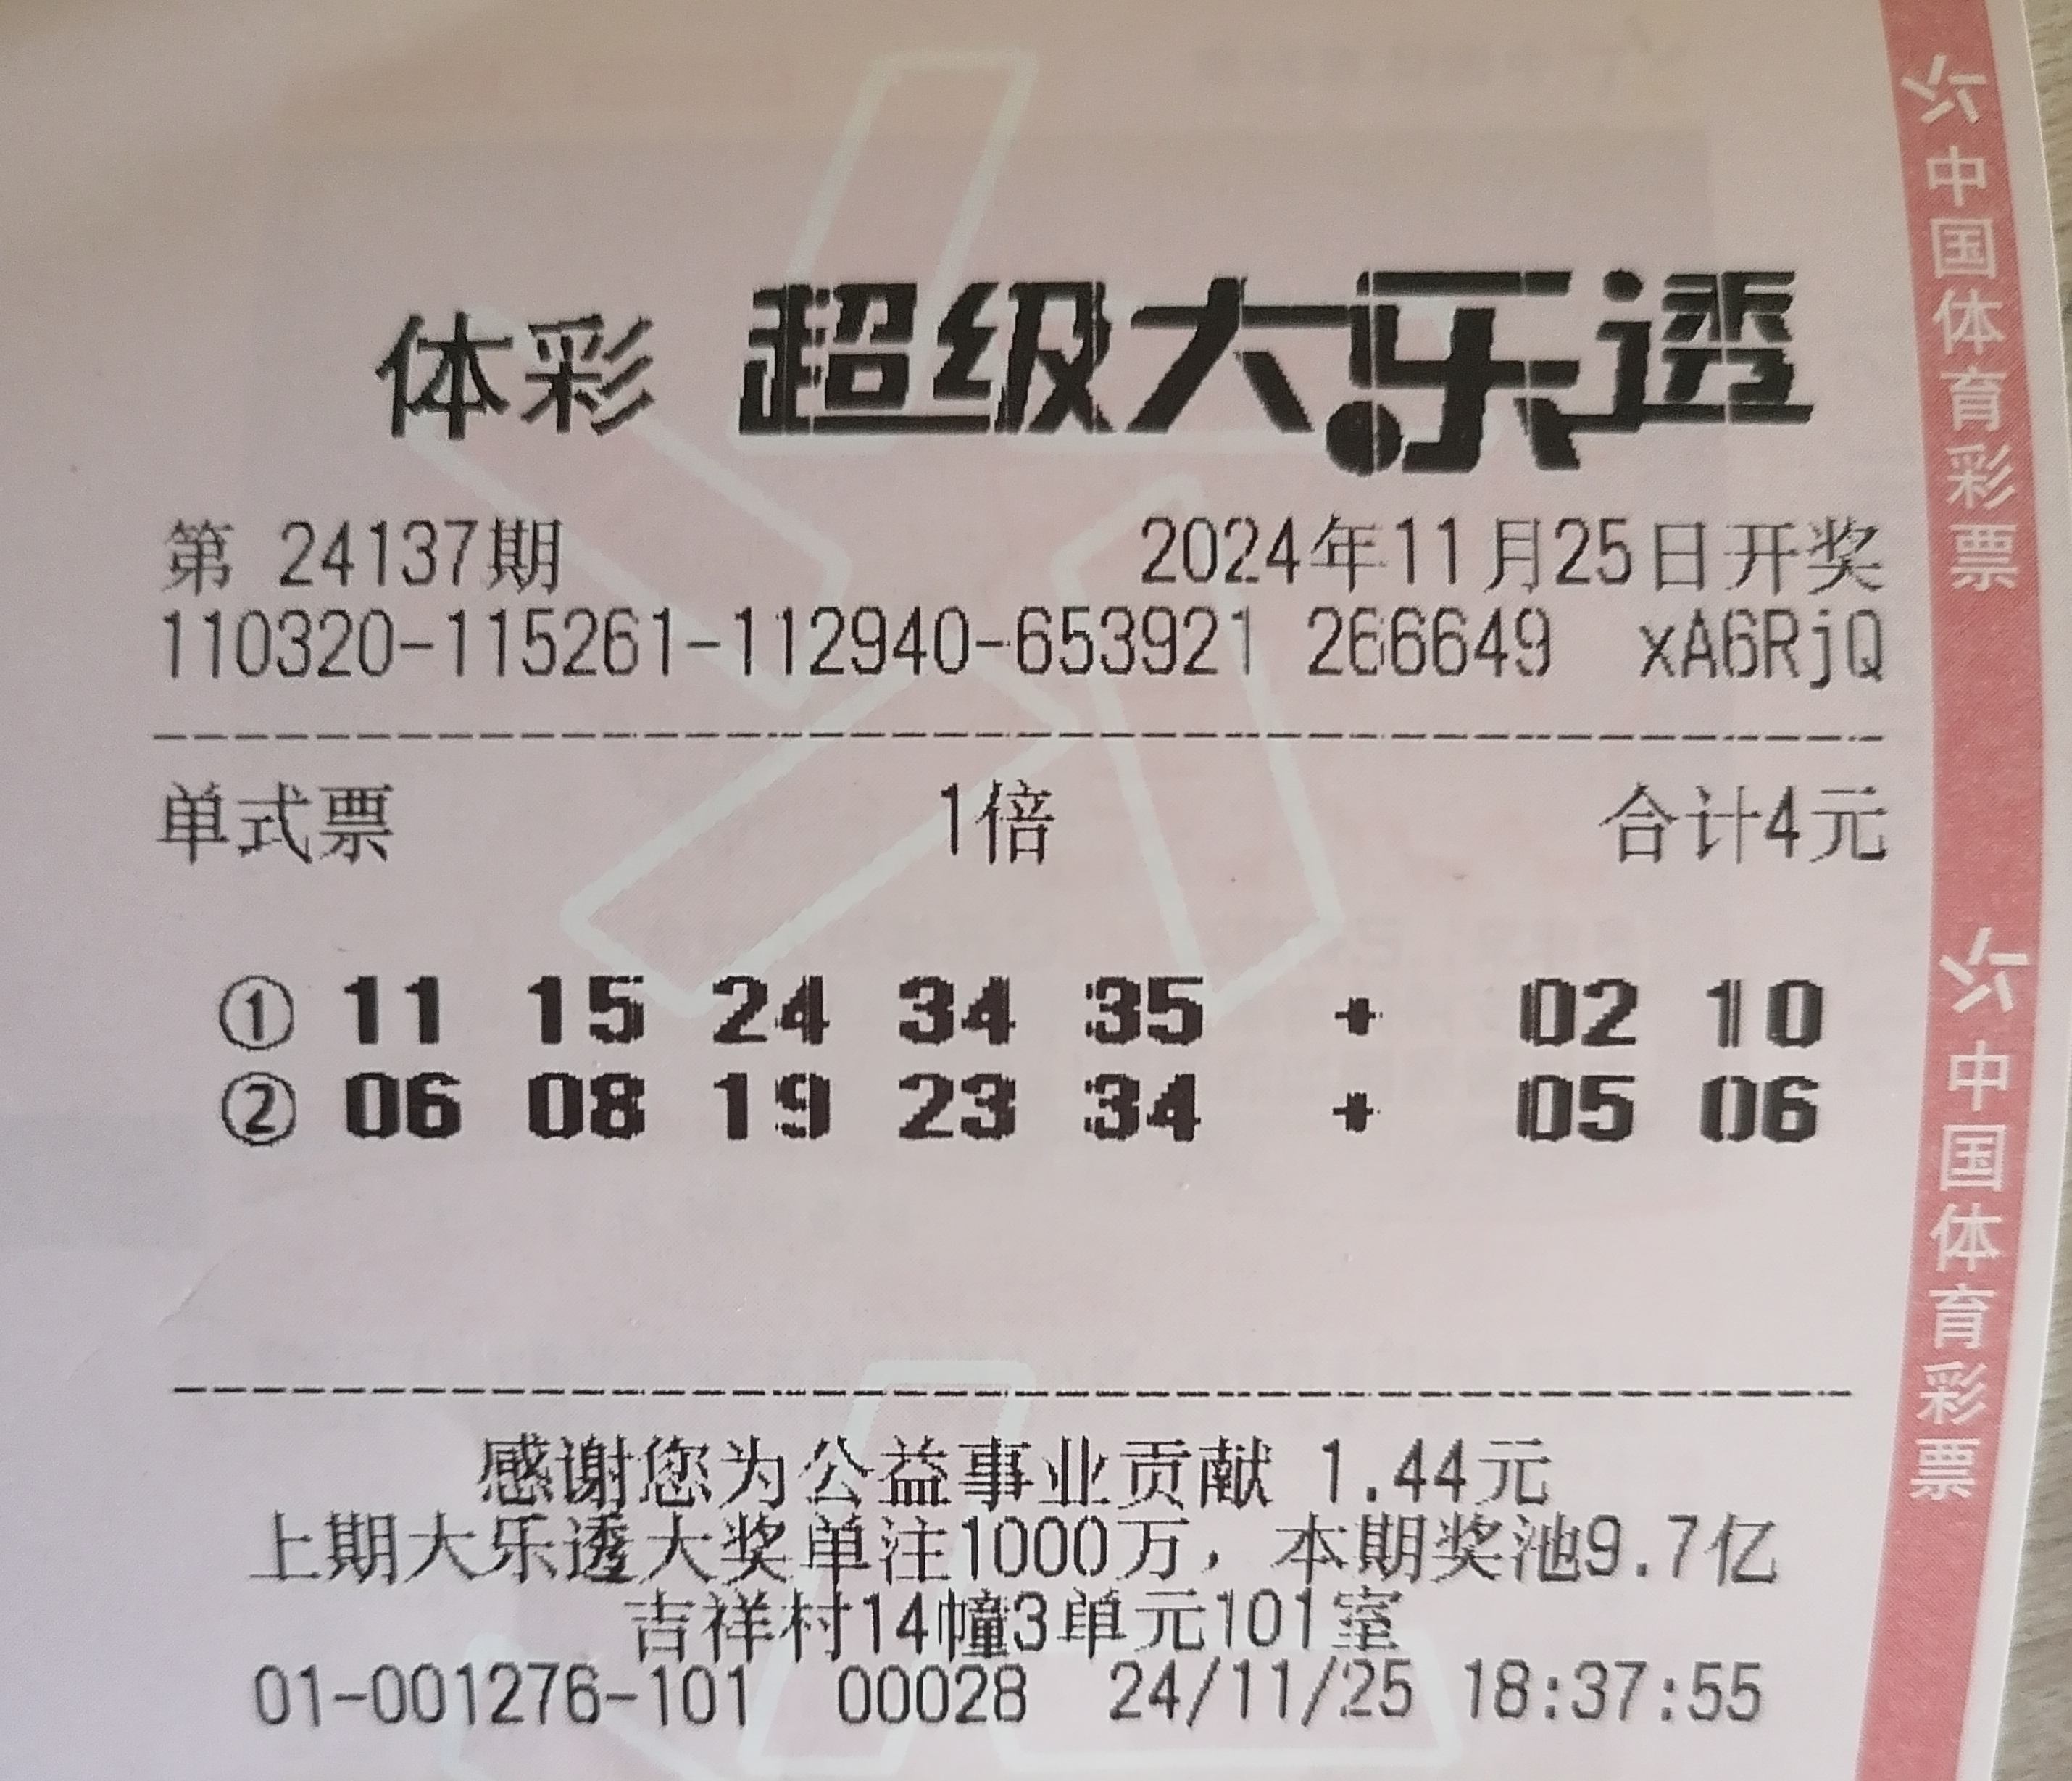 体彩 超级大乐透
第 24137期 2024年11月25日开奖
110320-115261-112940-653921 266649 xA6RjQ
单式票 1倍 合计4元
① 11 15 24 34 35 + 02 10
② 06 08 19 23 34 + 05 06
感谢您为公益事业贡献 1.44元
上期大乐透大奖单注1000万，本期奖池9.7亿
吉祥村14幢3单元101室
01-001276-101 00028 24/11/25 18:37:55
中国体育彩票
中国体育彩票